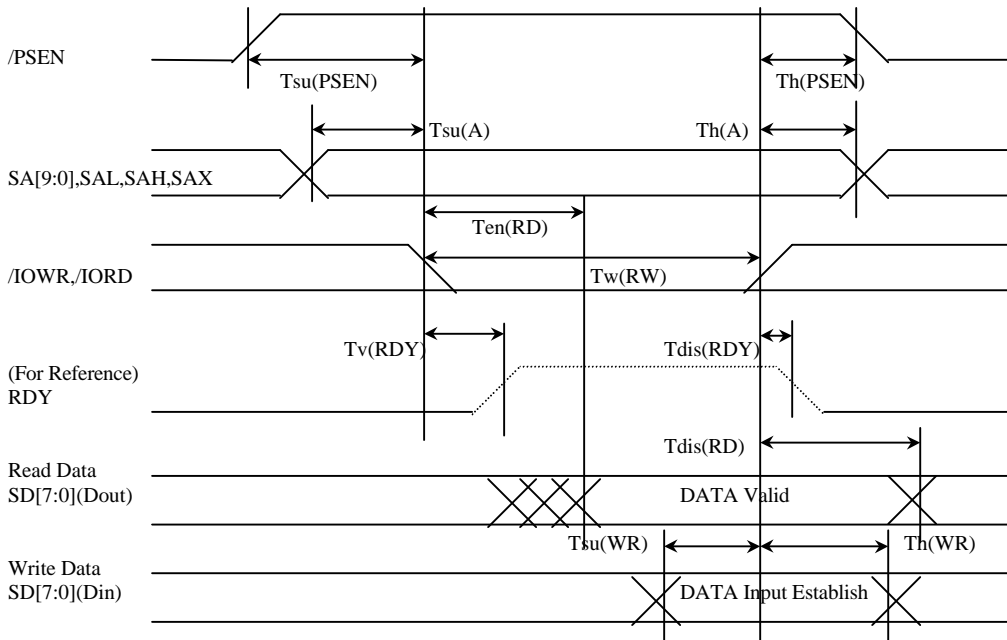 /PSEN
Tsu(PSEN)
Th(PSEN)
Tsu(A)
Th(A)
SA[9:0],SAL,SAH,SAX
Ten(RD)
/IOWR,/IORD
Tw(RW)
Tv(RDY)
Tdis(RDY)
(For Reference)
RDY
Tdis(RD)
Read Data
SD[7:0](Dout)
DATA Valid
Tsu(WR)
Th(WR)
Write Data
SD[7:0](Din)
DATA Input Establish